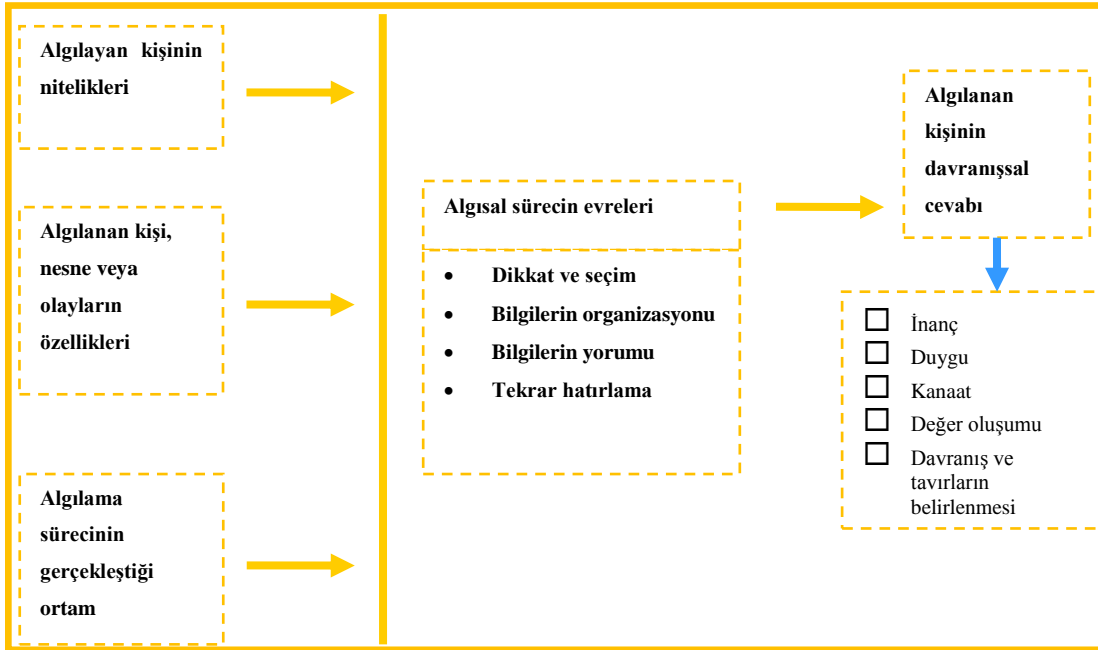 Algılayan kişinin
nitelikleri
Algılanan kişi,
nesne veya
olayların
özellikleri
Algılama
sürecinin
gerçekleştiği
ortam
Algısal sürecin evreleri
• Dikkat ve seçim
• Bilgilerin organizasyonu
• Bilgilerin yorumu
• Tekrar hatırlama
Algılanan
kişinin
davranışsal
cevabı
☐ İnanç
☐ Duygu
☐ Kanaat
☐ Değer oluşumu
☐ Davranış ve
tavırların
belirlenmesi